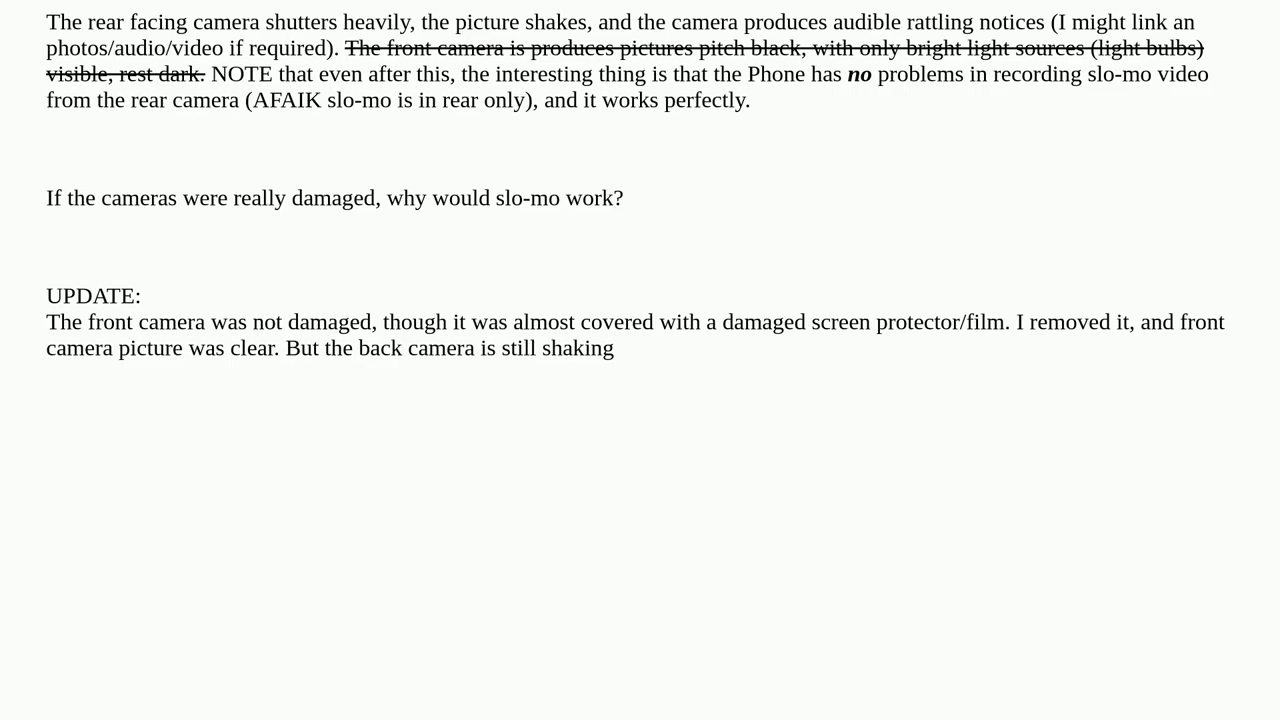 The rear facing camera shutters heavily, the picture shakes, and the camera produces audible rattling notices (I might link an
photos/audio/video if required). The front camera is produces pictures pitch black, with only bright light sources (light bulbs)
visible, rest dark. NOTE that even after this, the interesting thing is that the Phone has no problems in recording slo-mo video
from the rear camera (AFAIK slo-mo is in rear only), and it works perfectly.
If the cameras were really damaged, why would slo-mo work?
UPDATE:
The front camera was not damaged, though it was almost covered with a damaged screen protector/film. I removed it, and front
camera picture was clear. But the back camera is still shaking